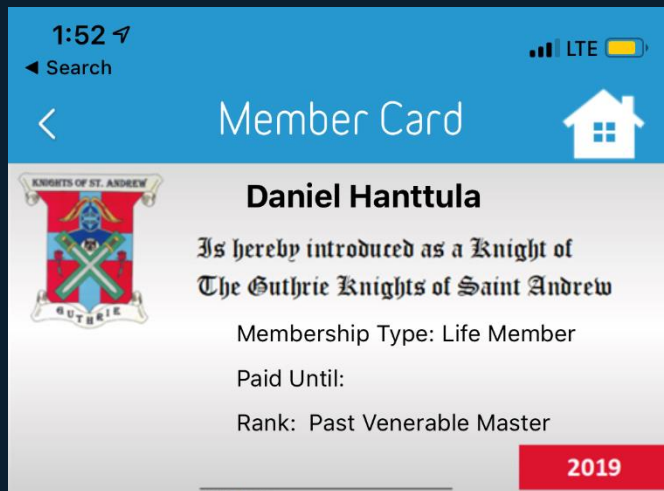 1:52
LTE
◀ Search
Member Card
KNIGHTS OF ST. ANDREW
GUTHRIE
Daniel Hanttula
Is hereby introduced as a Knight of
The Guthrie Knights of Saint Andrew
Membership Type: Life Member
Paid Until:
Rank: Past Venerable Master
2019